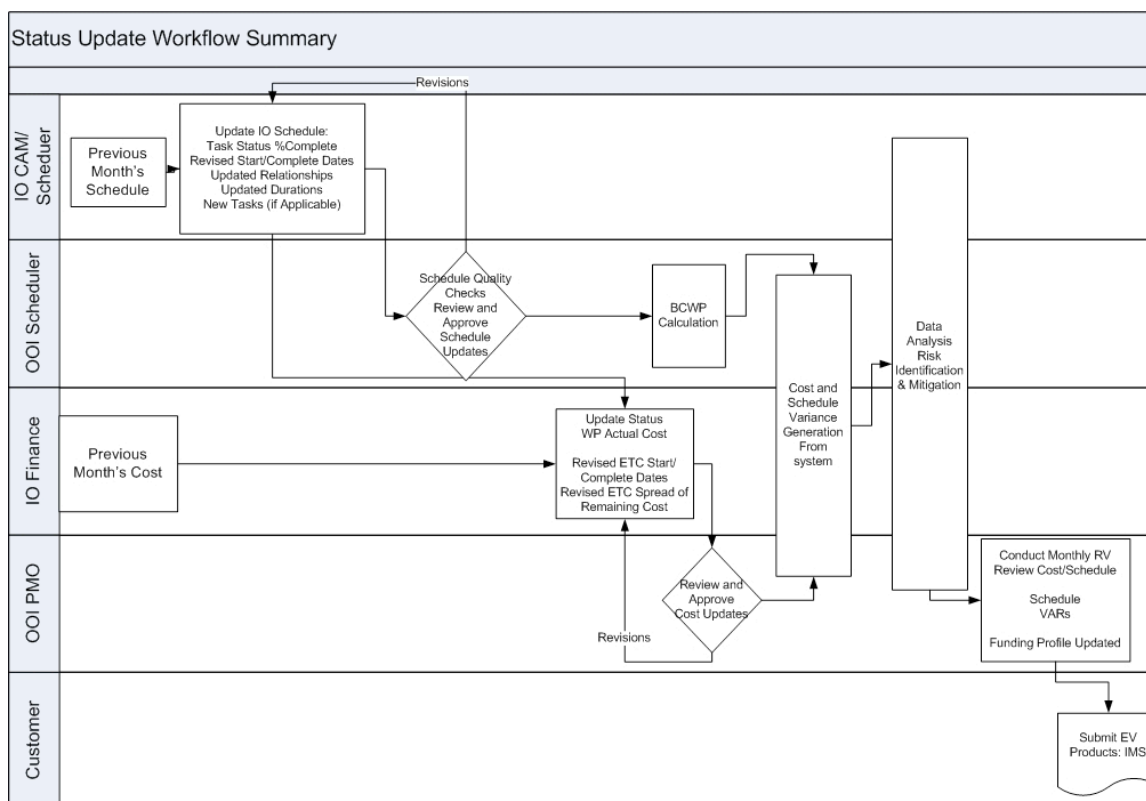 Status Update Workflow Summary
Revisions
IO CAM/
Scheduer
Previous
Month's
Schedule
Update IO Schedule:
Task Status %Complete
Revised Start/Complete Dates
Updated Relationships
Updated Durations
New Tasks (if Applicable)
OOI Scheduler
Schedule Quality
Checks
Review and
Approve
Schedule
Updates
BCWP
Calculation
Cost and
Schedule
Variance
Generation
From
system
Data
Analysis
Risk
Identification
& Mitigation
IO Finance
Previous
Month's Cost
Update Status
WP Actual Cost
Revised ETC Start/
Complete Dates
Revised ETC Spread of
Remaining Cost
OOI PMO
Review and
Approve
Cost Updates
Revisions
Conduct Monthly RV
Review Cost/Schedule
Schedule
VARs
Funding Profile Updated
Customer
Submit EV
Products: IMS